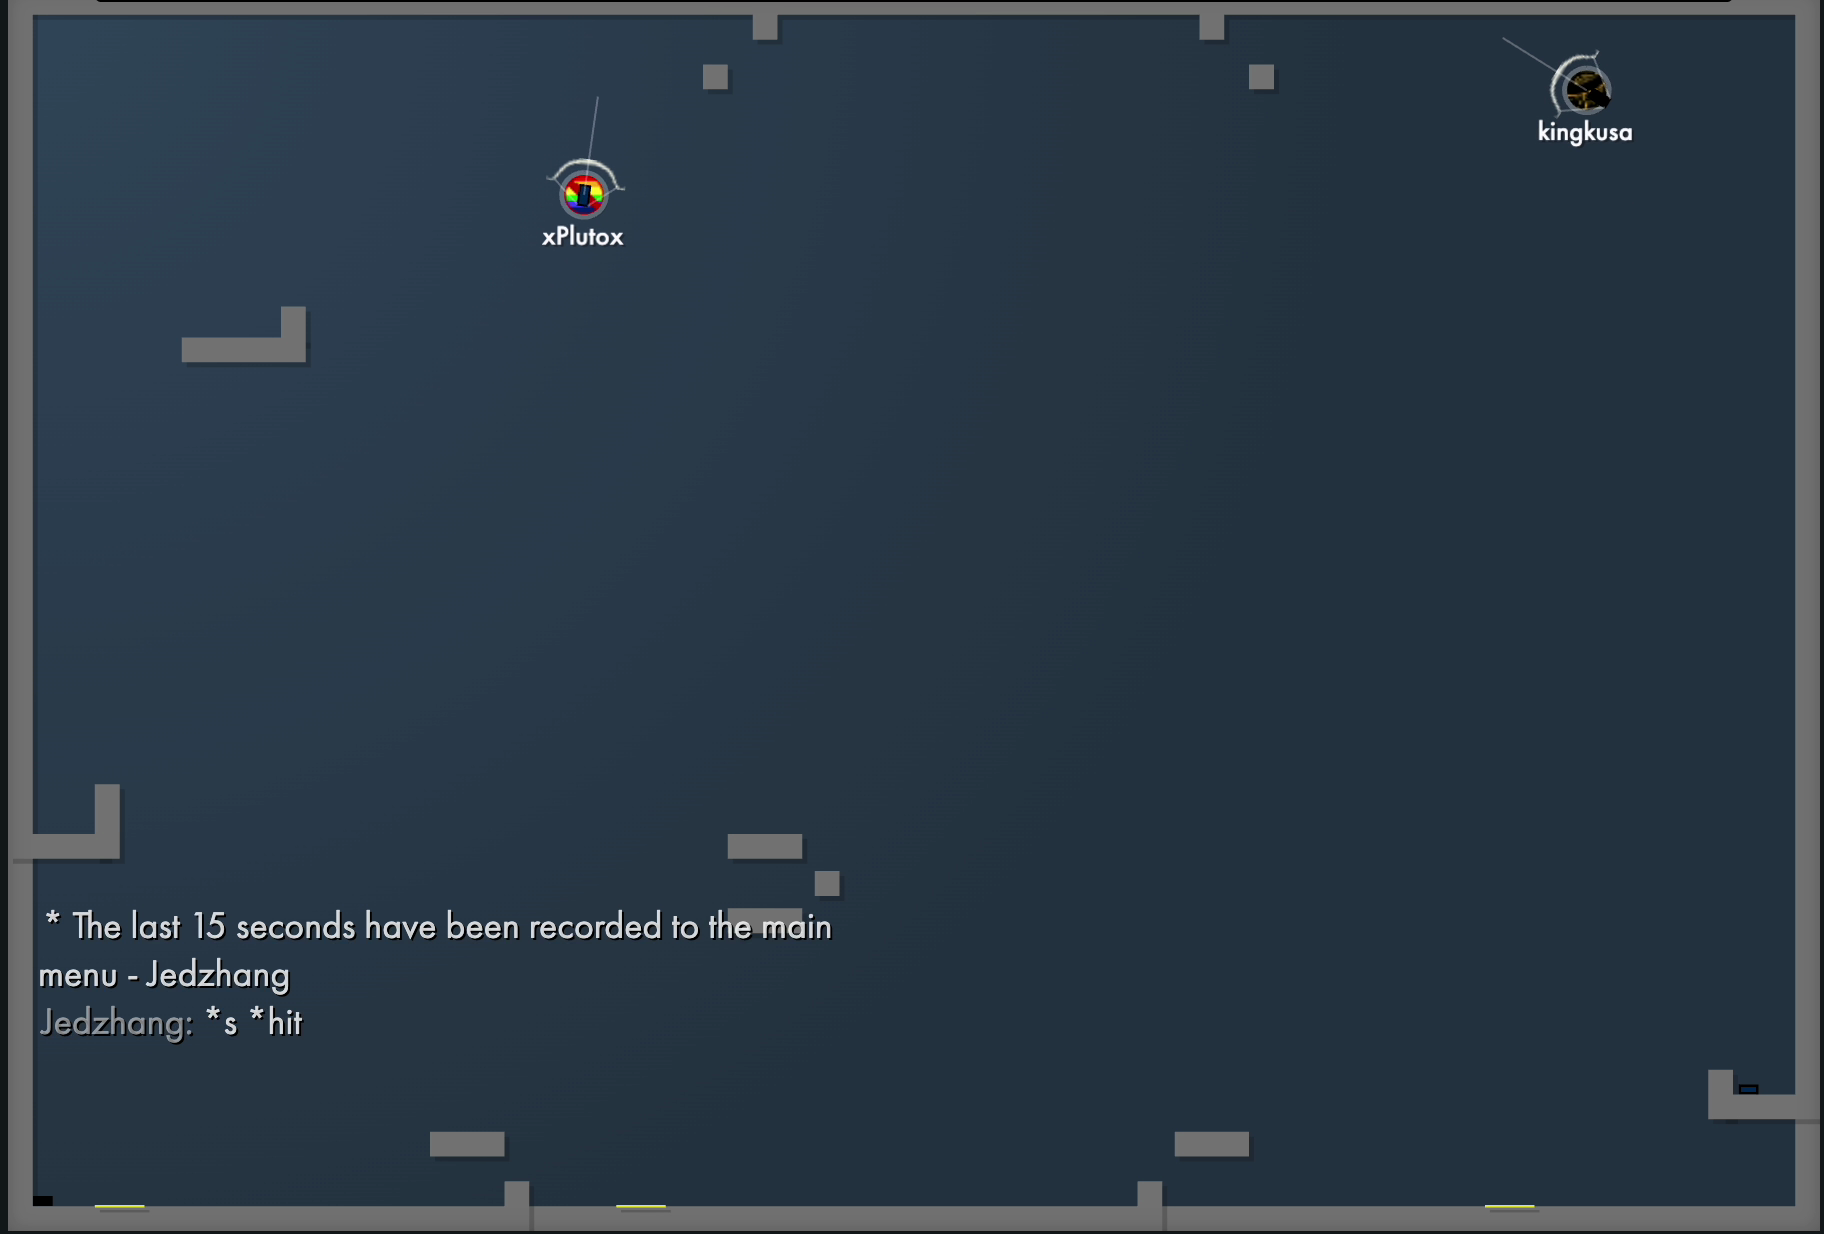 kingkusa
xPlutox
* The last 15 seconds have been recorded to the main
menu - Jedzhang
Jedzhang: *s *hit